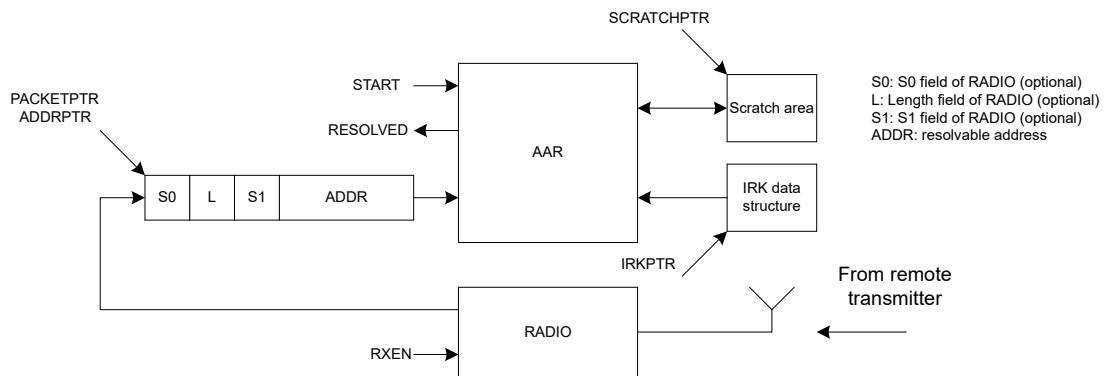 SCRATCHPTR
START
PACKETPTR
ADDRPTR
RESOLVED
AAR
Scratch area
S0: S0 field of RADIO (optional)
L: Length field of RADIO (optional)
S1: S1 field of RADIO (optional)
ADDR: resolvable address
S0
L
S1
ADDR
IRK data
structure
IRKPTR
From remote
transmitter
RADIO
RXEN